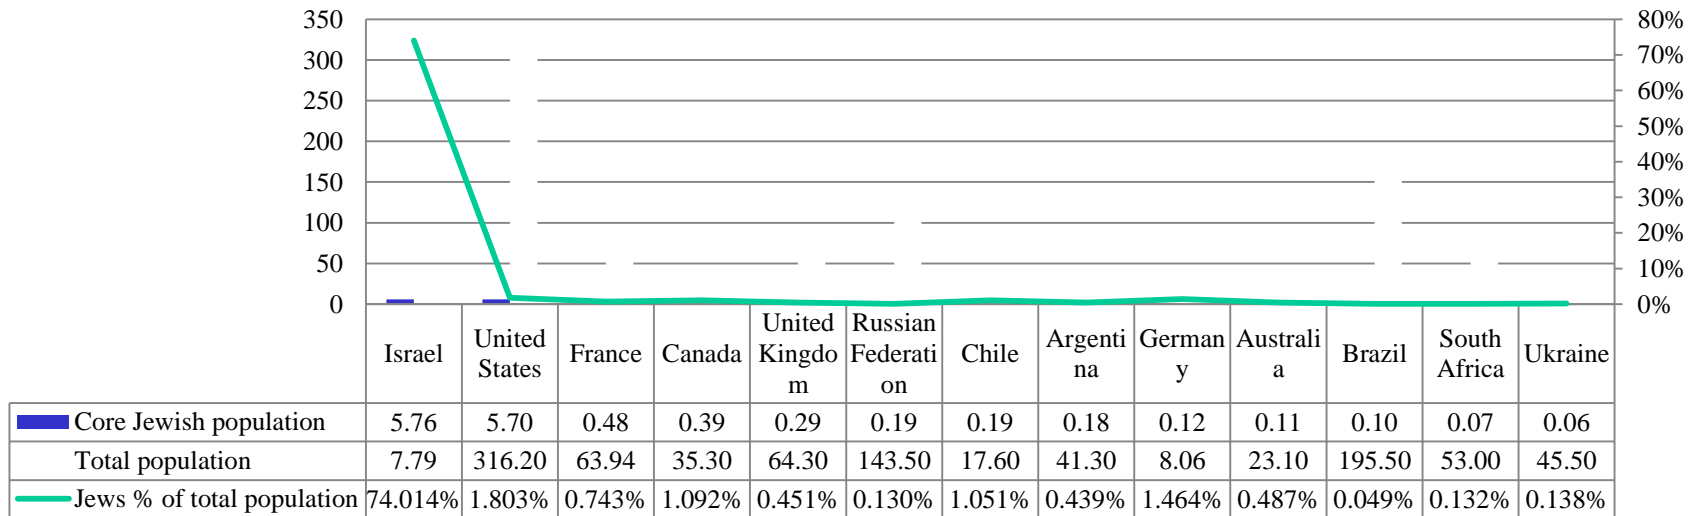 350
300
250
200
150
100
50
0
80%
70%
60%
50%
40%
30%
20%
10%
0%
Israel
United
States
France
Canada
United
Kingdo
m
Russian
Federati
on
Chile
Argenti
na
German
y
Australi
a
Brazil
South
Africa
Ukraine
Core Jewish population 5.76 5.70 0.48 0.39 0.29 0.19 0.19 0.18 0.12 0.11 0.10 0.07 0.06
Total population 7.79 316.20 63.94 35.30 64.30 143.50 17.60 41.30 8.06 23.10 195.50 53.00 45.50
Jews % of total population 74.014% 1.803% 0.743% 1.092% 0.451% 0.130% 1.051% 0.439% 1.464% 0.487% 0.049% 0.132% 0.138%